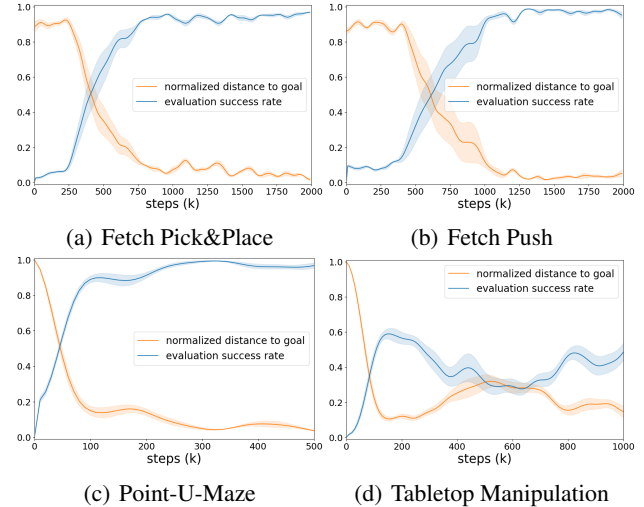 1.0
0.8
0.6
0.4
0.2
0.0
normalized distance to goal
evaluation success rate
0 250 500 750 1000 1250 1500 1750 2000
steps (k)
(a) Fetch Pick&Place
1.0
0.8
0.6
0.4
0.2
0.0
normalized distance to goal
evaluation success rate
0 250 500 750 1000 1250 1500 1750 2000
steps (k)
(b) Fetch Push
1.0
0.8
0.6
0.4
0.2
0.0
normalized distance to goal
evaluation success rate
0 100 200 300 400 500
steps (k)
(c) Point-U-Maze
1.0
0.8
0.6
0.4
0.2
0.0
normalized distance to goal
evaluation success rate
0 200 400 600 800 1000
steps (k)
(d) Tabletop Manipulation